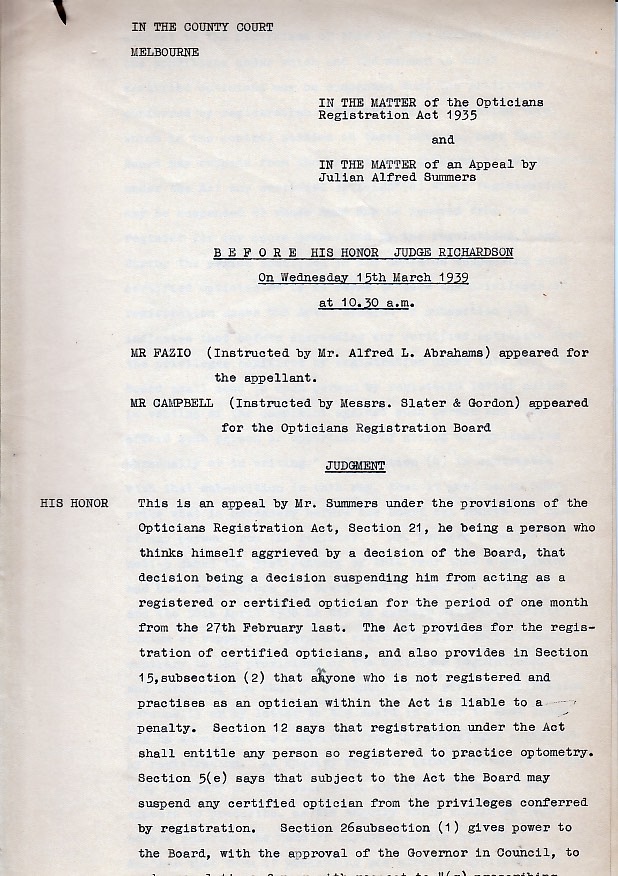 IN THE COUNTY COURT
MELBOURNE
IN THE MATTER of the Opticians
Registration Act 1935
and
IN THE MATTER of an Appeal by
Julian Alfred Summers
B E F O R E HIS HONOR JUDGE RICHARDSON
On Wednesday 15th March 1939
at 10.30 a.m.
MR FAZIO (Instructed by Mr. Alfred L. Abrahams) appeared for
the appellant.
MR CAMPBELL (Instructed by Messrs. Slater & Gordon) appeared
for the Opticians Registration Board
JUDGMENT
HIS HONOR This is an appeal by Mr. Summers under the provisions of the
Opticians Registration Act, Section 21, he being a person who
thinks himself aggrieved by a decision of the Board, that
decision being a decision suspending him from acting as a
registered or certified optician for the period of one month
from the 27th February last. The Act provides for the regis-
tration of certified opticians, and also provides in Section
15,subsection (2) that anyone who is not registered and
practises as an optician within the Act is liable to a
penalty. Section 12 says that registration under the Act
shall entitle any person so registered to practice optometry.
Section 5(e) says that subject to the Act the Board may
suspend any certified optician from the privileges conferred
by registration. Section 26subsection (1) gives power to
the Board, with the approval of the Governor in Council, to